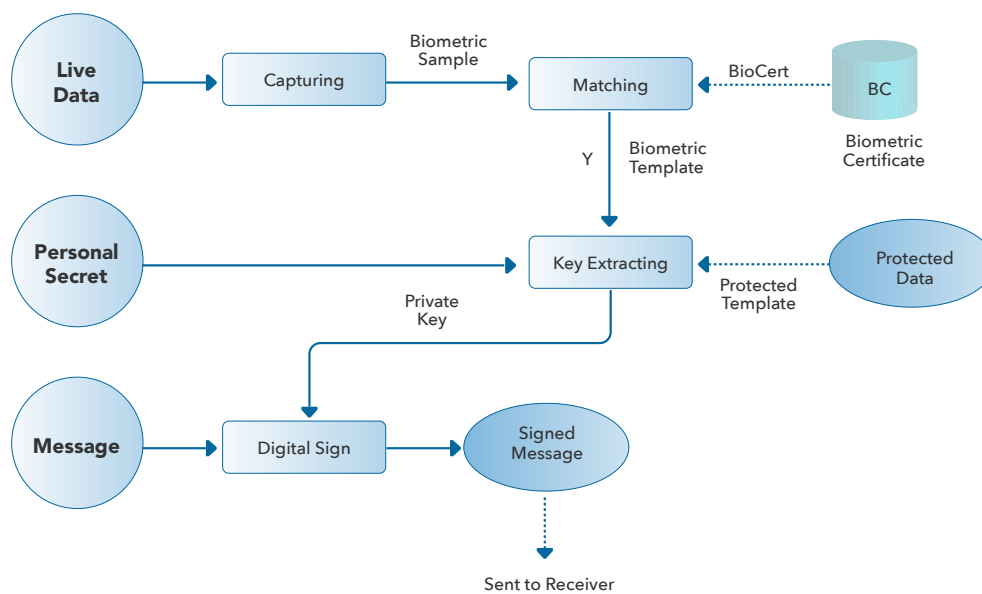 Live
Data
Capturing
Biometric
Sample
Matching
BioCert
BC
Biometric
Certificate
Y
Biometric
Template
Personal
Secret
Key Extracting
Protected
Template
Protected
Data
Private
Key
Message
Digital Sign
Signed
Message
Sent to Receiver